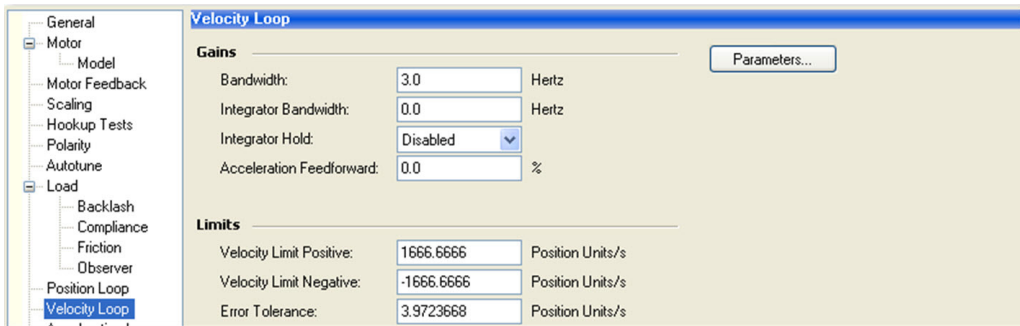 General
Motor
Model
Motor Feedback
Scaling
Hookup Tests
Polarity
Autotune
Load
Backlash
Compliance
Friction
Observer
Position Loop
Velocity Loop
Velocity Loop
Gains
Parameters...
Bandwidth: 3.0 Hertz
Integrator Bandwidth: 0.0 Hertz
Integrator Hold: Disabled
Acceleration Feedforward: 0.0 %
Limits
Velocity Limit Positive: 1666.6666 Position Units/s
Velocity Limit Negative: -1666.6666 Position Units/s
Error Tolerance: 3.9723668 Position Units/s